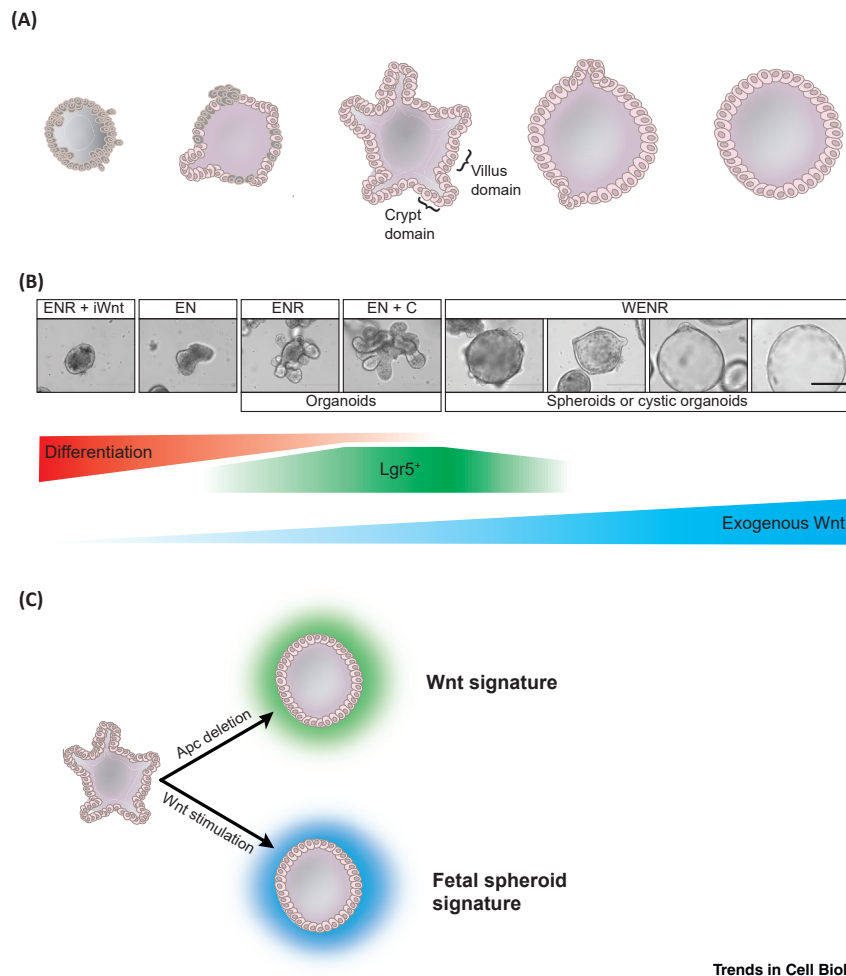 (A)
Villus
domain
Crypt
domain
(B)
ENR + iWnt
EN
ENR
EN + C
WENR
Organoids
Spheroids or cystic organoids
Differentiation
Lgr5⁺
Exogenous Wnt
(C)
Apc deletion
Wnt signature
Wnt stimulation
Fetal spheroid
signature
Trends in Cell Biol